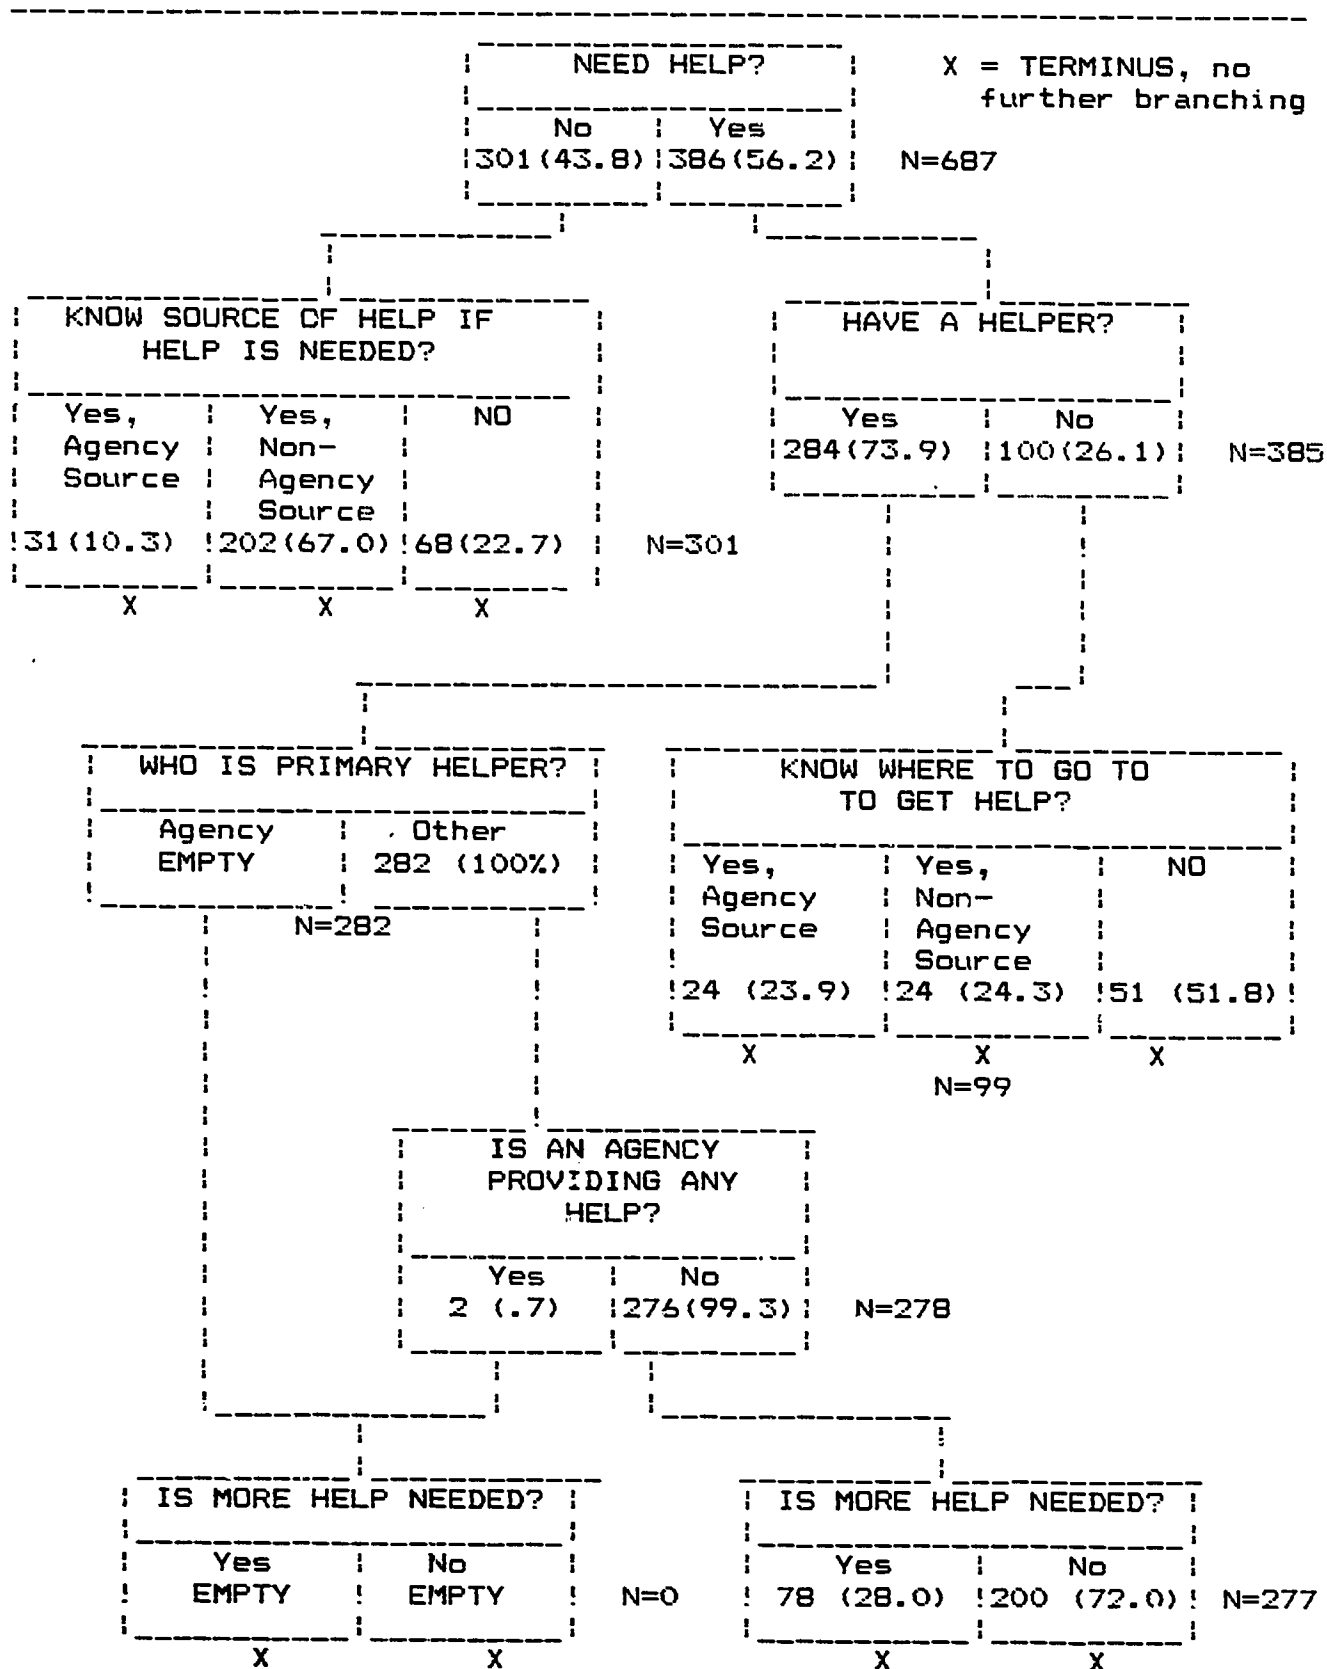 NEED HELP?
X = TERMINUS, no
further branching
No Yes
301(43.8) 386(56.2) N=687
KNOW SOURCE OF HELP IF
HELP IS NEEDED?
Yes, Yes, NO
Agency Non-
Source Agency
Source
31(10.3) 202(67.0) 68(22.7) N=301
X X X
HAVE A HELPER?
Yes No
284(73.9) 100(26.1) N=385
WHO IS PRIMARY HELPER?
Agency Other
EMPTY 282 (100%)
N=282
KNOW WHERE TO GO TO
TO GET HELP?
Yes, Yes, NO
Agency Non-
Source Agency
Source
24 (23.9) 24 (24.3) 51 (51.8)
X X X
N=99
IS AN AGENCY
PROVIDING ANY
HELP?
Yes No
2 (.7) 276(99.3) N=278
IS MORE HELP NEEDED?
Yes No
EMPTY EMPTY N=0
X X
IS MORE HELP NEEDED?
Yes No
78 (28.0) 200 (72.0) N=277
X X